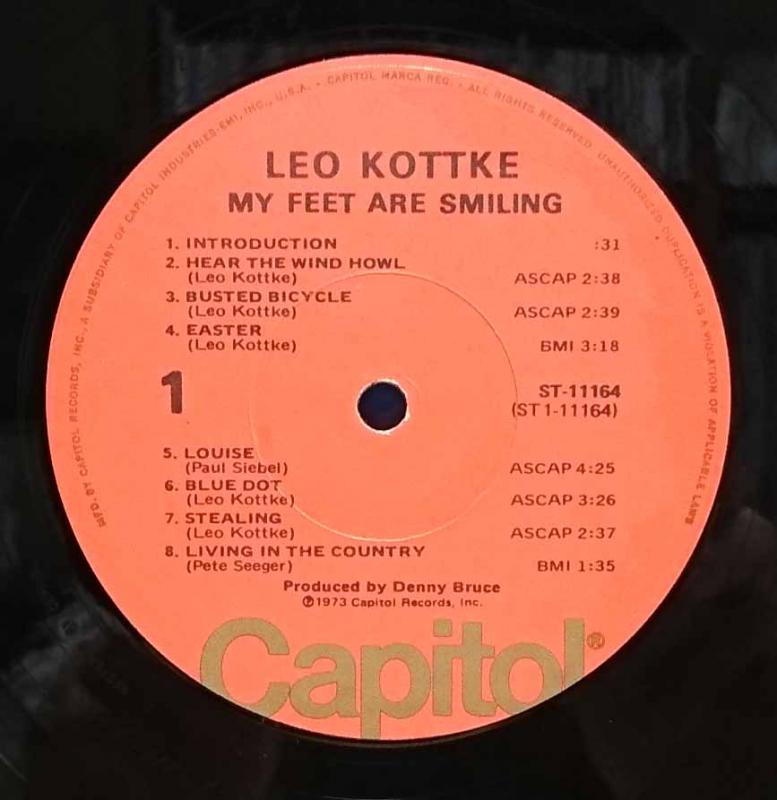 LEO KOTTKE
MY FEET ARE SMILING
1. INTRODUCTION :31
2. HEAR THE WIND HOWL
(Leo Kottke) ASCAP 2:38
3. BUSTED BICYCLE
(Leo Kottke) ASCAP 2:39
4. EASTER
(Leo Kottke) BMI 3:18
1 ST-11164
(ST 1-11164)
5. LOUISE
(Paul Siebel) ASCAP 4:25
6. BLUE DOT
(Leo Kottke) ASCAP 3:26
7. STEALING
(Leo Kottke) ASCAP 2:37
8. LIVING IN THE COUNTRY
(Pete Seeger) BMI 1:35
Produced by Denny Bruce
℗1973 Capitol Records, Inc.
Capitol®
MFD. BY CAPITOL RECORDS, INC., A SUBSIDIARY OF CAPITOL INDUSTRIES-EMI, INC., U.S.A. • CAPITOL MARCA REG. • ALL RIGHTS RESERVED. UNAUTHORIZED DUPLICATION IS A VIOLATION OF APPLICABLE LAWS